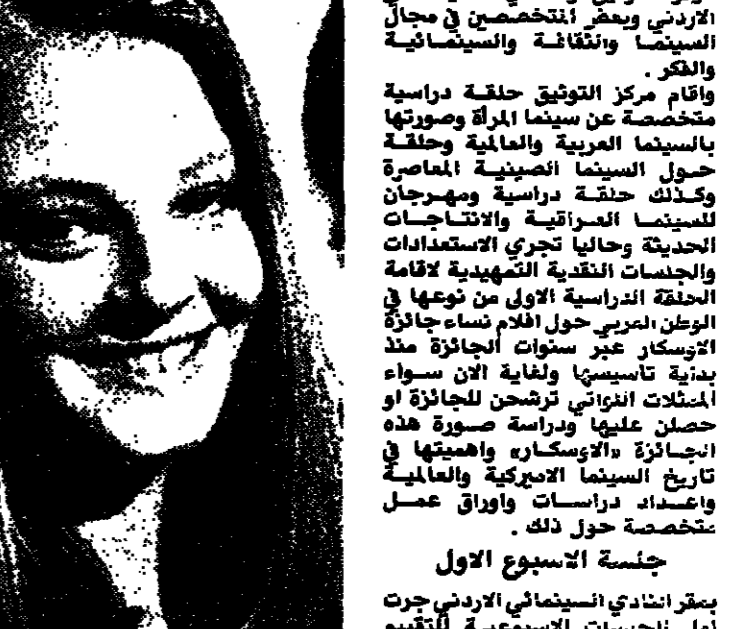 الاردني وبعض المتخصصين في مجال
السينما والثقافة والسينمائية
والفكر .
واقام مركز التوثيق حلقة دراسية
متخصصة عن سينما المرأة وصورتها
بالسينما العربية والعالمية وحلقة
حول السينما الصينية المعاصرة
وكذلك حلقة دراسية ومهرجان
للسينما العراقية والانتاجات
الحديثة وحاليا تجري الاستعدادات
والجلسات النقدية التمهيدية لاقامة
الحلقة الدراسية الاولى من نوعها في
الوطن العربي حول افلام نساء جائزة
الاوسكار عبر سنوات الجائزة منذ
بداية تاسيسها ولغاية الان سواء
الممثلات اللواتي ترشحن للجائزة او
حصلن عليها ودراسة صورة هذه
الجائزة «الاوسكار» واهميتها في
تاريخ السينما الاميركية والعالمية
واعداد دراسات واوراق عمل
متخصصة حول ذلك .
جلسة الاسبوع الاول
بمقر النادي السينمائي الاردني جرت
الجلسات الاسبوعية للتقييم